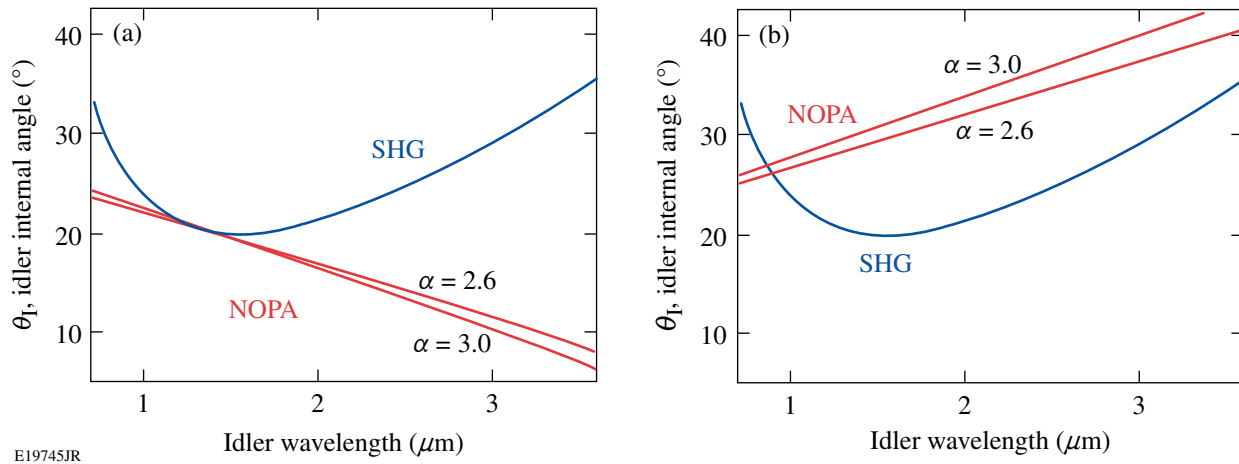 (a)
40
30
20
10
θI, idler internal angle (°)
SHG
NOPA
α = 2.6
α = 3.0
1
2
3
Idler wavelength (μm)
(b)
40
30
20
10
θI, idler internal angle (°)
α = 3.0
NOPA
α = 2.6
SHG
1
2
3
Idler wavelength (μm)
E19745JR